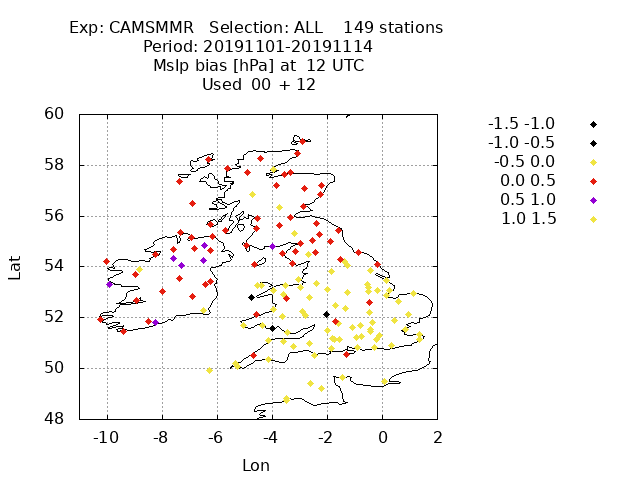 Exp: CAMSMMR Selection: ALL 149 stations
Period: 20191101-20191114
Mslp bias [hPa] at 12 UTC
Used 00 + 12
60
58
56
54
52
50
48
Lat
-10 -8 -6 -4 -2 0 2
Lon
-1.5 -1.0
-1.0 -0.5
-0.5 0.0
0.0 0.5
0.5 1.0
1.0 1.5